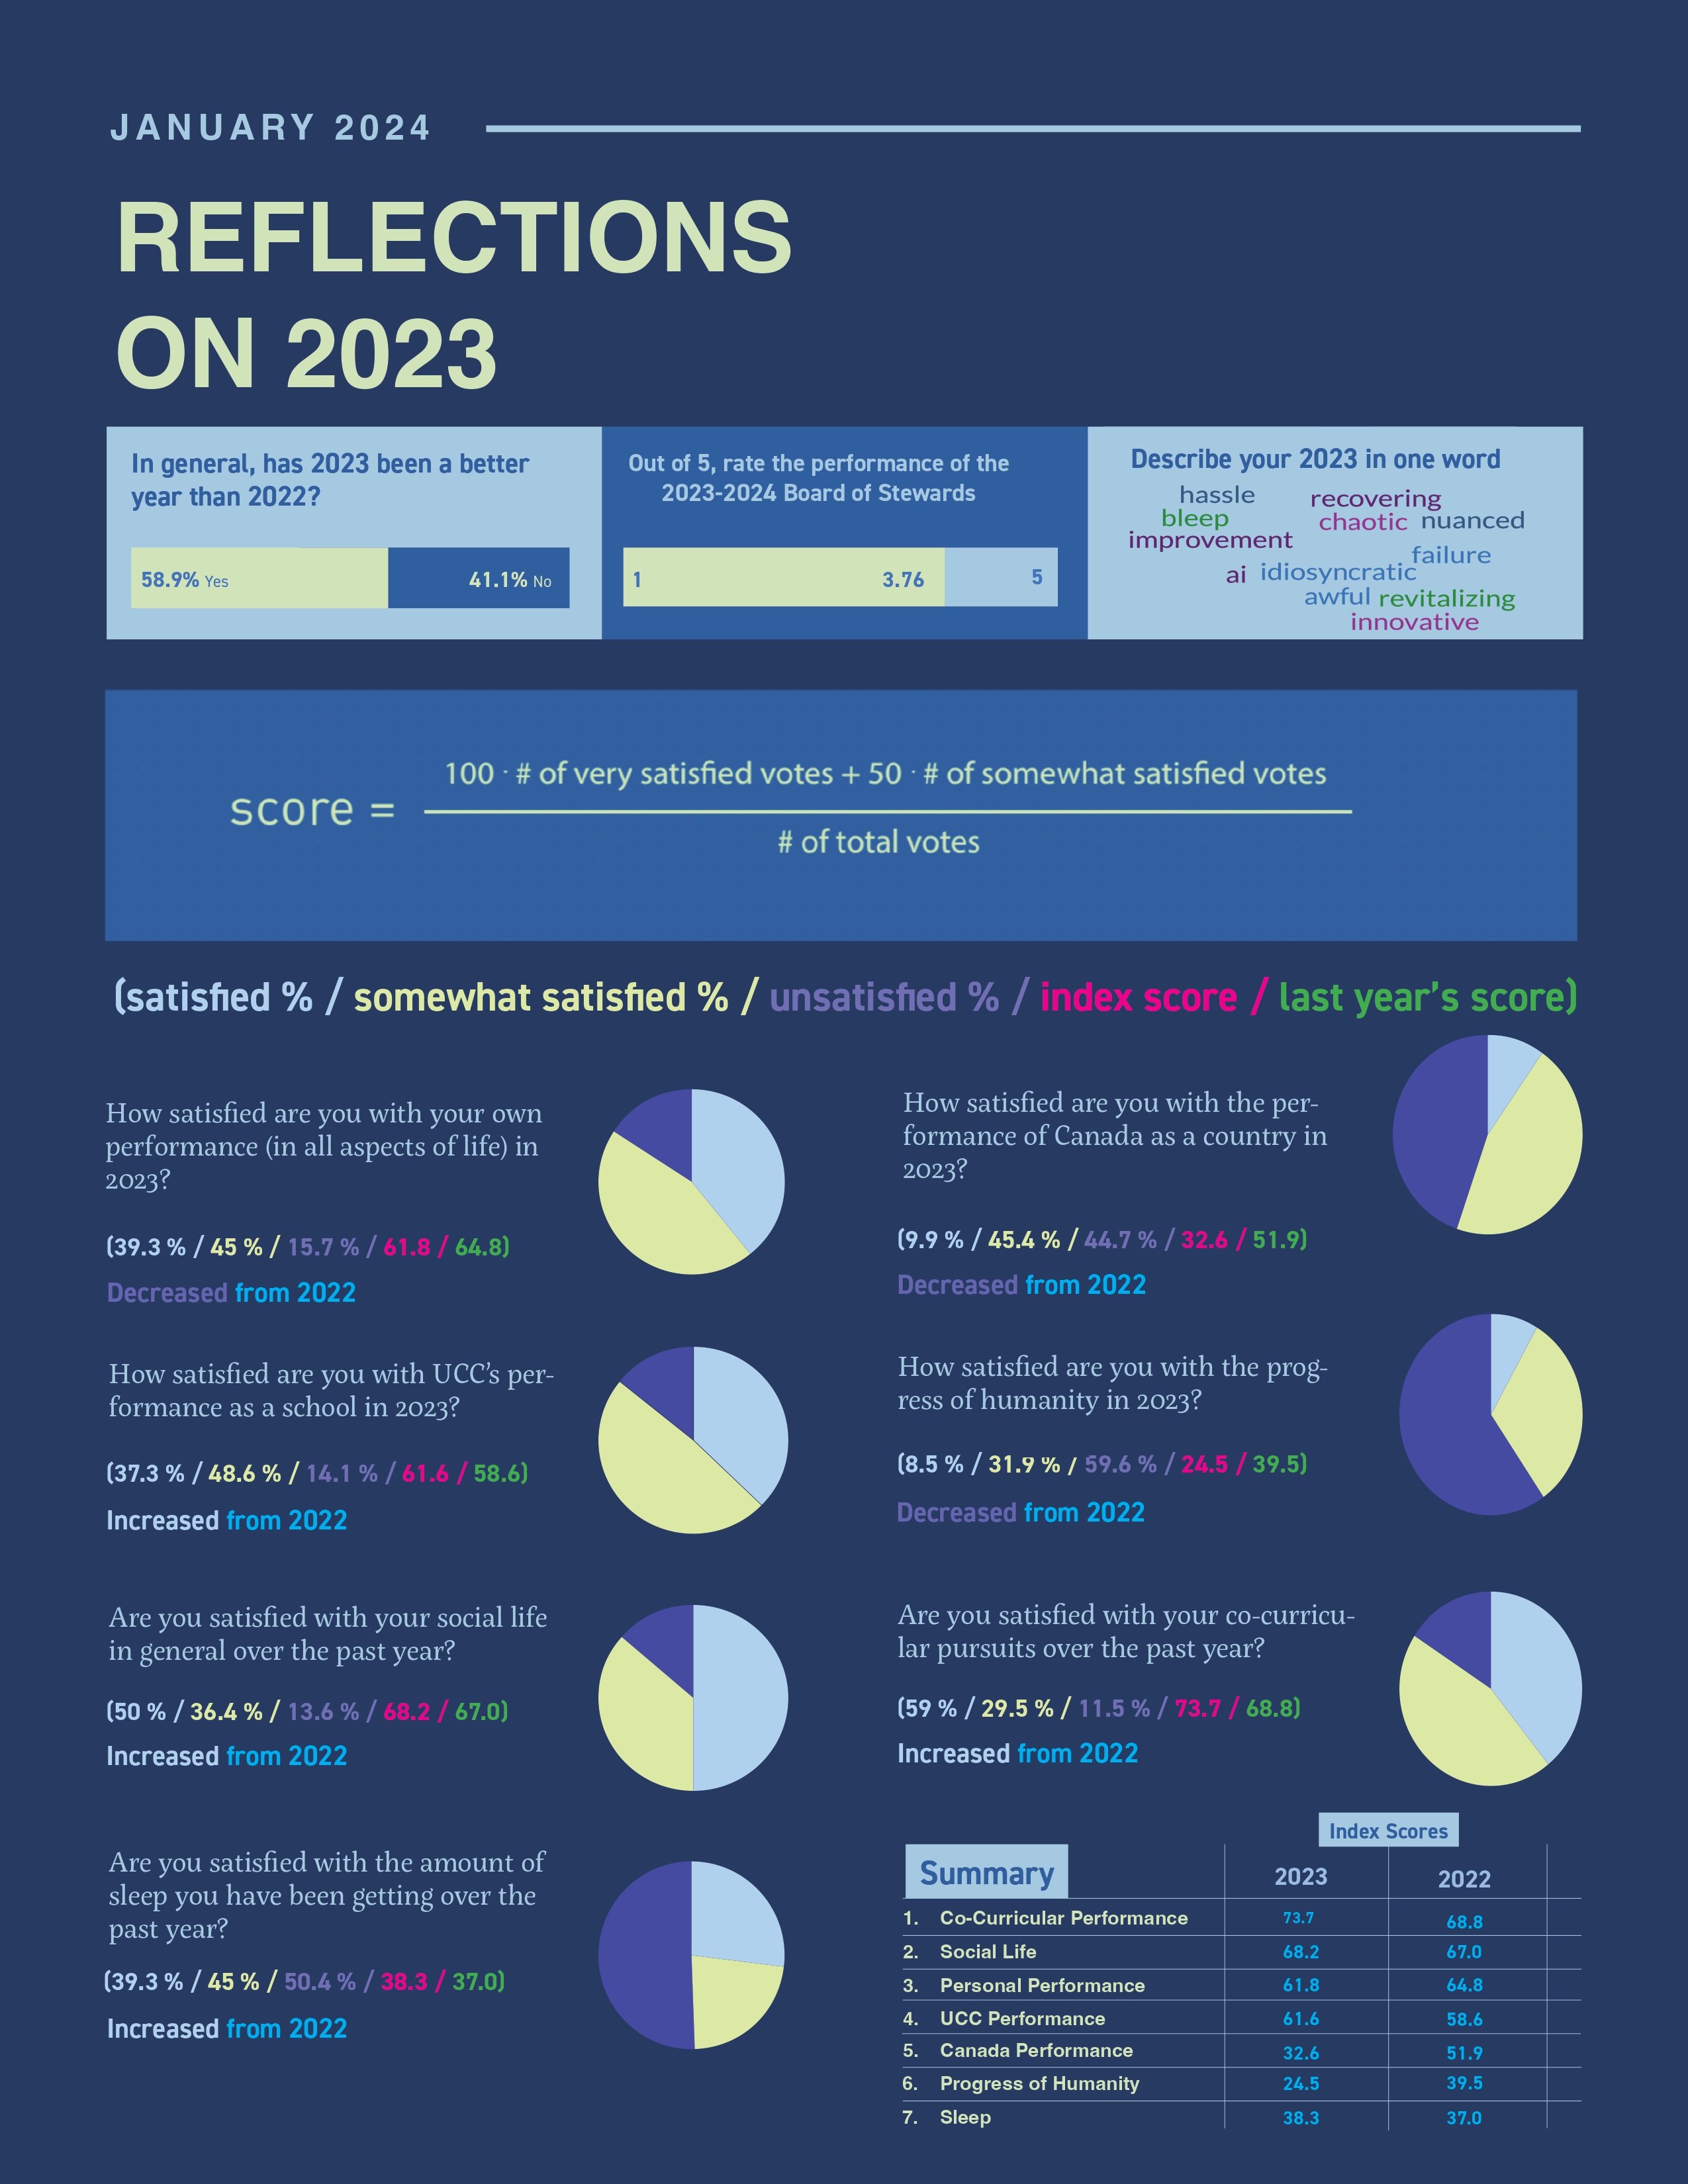 JANUARY 2024
REFLECTIONS
ON 2023
In general, has 2023 been a better
year than 2022?
58.9% Yes
41.1% No
Out of 5, rate the performance of the
2023-2024 Board of Stewards
1
3.76
5
Describe your 2023 in one word
hassle
recovering
bleep
chaotic
nuanced
improvement
failure
ai
idiosyncratic
awful
revitalizing
innovative
100 · # of very satisfied votes + 50 · # of somewhat satisfied votes
score =
# of total votes
(satisfied % / somewhat satisfied % / unsatisfied % / index score / last year's score)
How satisfied are you with your own
performance (in all aspects of life) in
2023?
(39.3 % / 45 % / 15.7 % / 61.8 / 64.8)
Decreased from 2022
How satisfied are you with the per-
formance of Canada as a country in
2023?
(9.9 % / 45.4 % / 44.7 % / 32.6 / 51.9)
Decreased from 2022
How satisfied are you with UCC's per-
formance as a school in 2023?
(37.3 % / 48.6 % / 14.1 % / 61.6 / 58.6)
Increased from 2022
How satisfied are you with the prog-
ress of humanity in 2023?
(8.5 % / 31.9 % / 59.6 % / 24.5 / 39.5)
Decreased from 2022
Are you satisfied with your social life
in general over the past year?
(50 % / 36.4 % / 13.6 % / 68.2 / 67.0)
Increased from 2022
Are you satisfied with your co-curricu-
lar pursuits over the past year?
(59 % / 29.5 % / 11.5 % / 73.7 / 68.8)
Increased from 2022
Are you satisfied with the amount of
sleep you have been getting over the
past year?
(39.3 % / 45 % / 50.4 % / 38.3 / 37.0)
Increased from 2022
Index Scores
Summary 2023 2022
1. Co-Curricular Performance 73.7 68.8
2. Social Life 68.2 67.0
3. Personal Performance 61.8 64.8
4. UCC Performance 61.6 58.6
5. Canada Performance 32.6 51.9
6. Progress of Humanity 24.5 39.5
7. Sleep 38.3 37.0